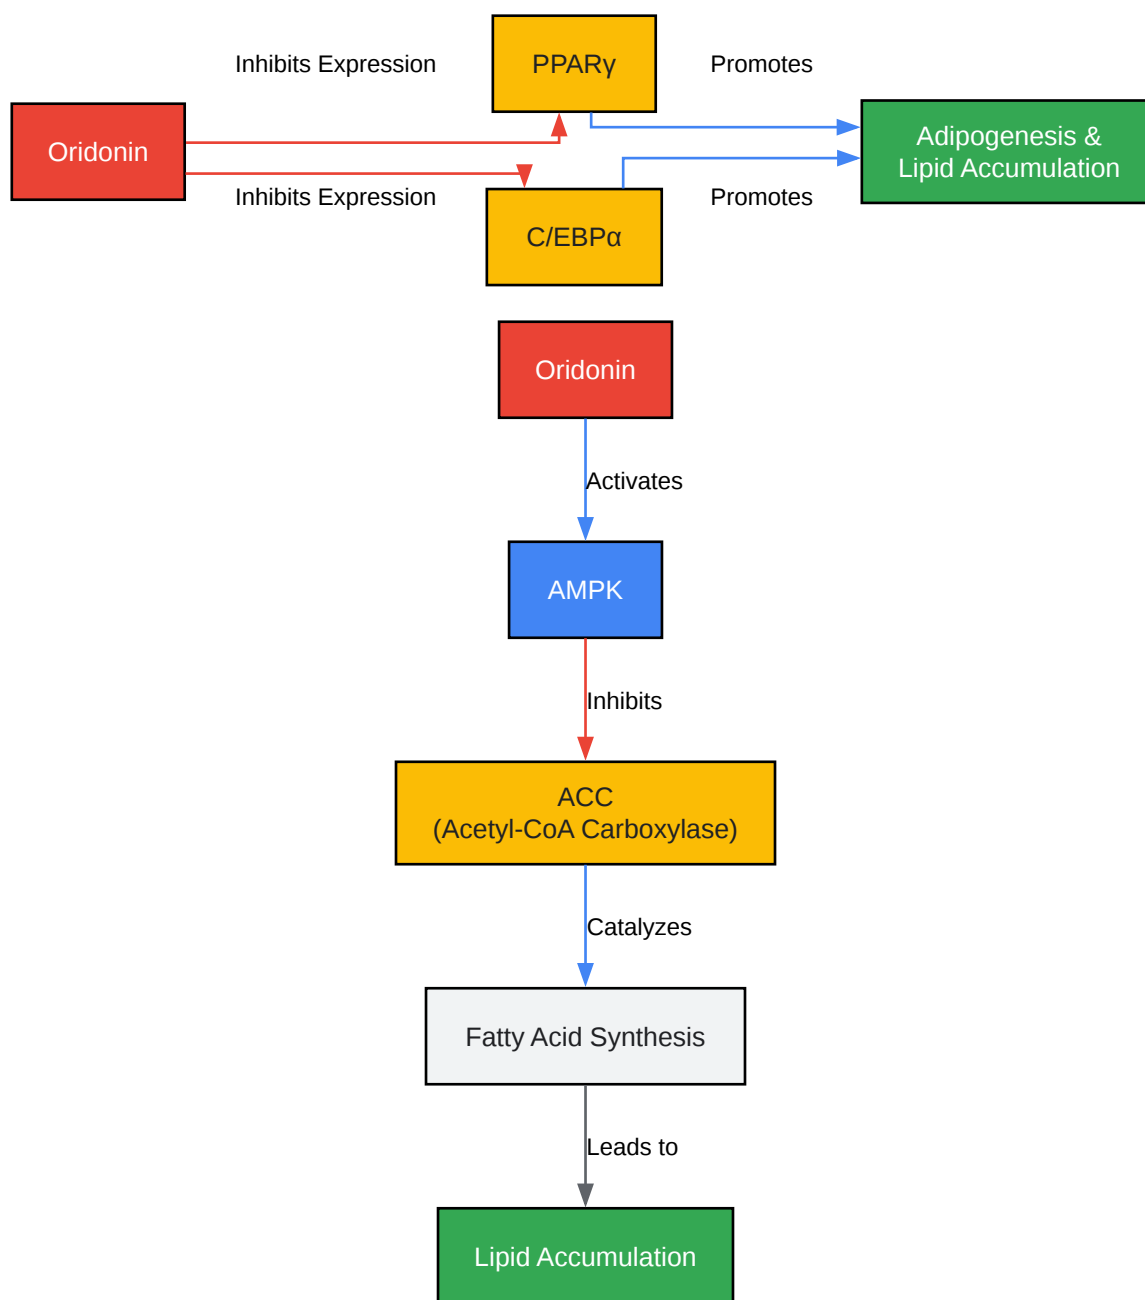 Inhibits Expression
PPARγ
Promotes
Oridonin
Adipogenesis &
Lipid Accumulation
Inhibits Expression
C/EBPα
Promotes
Oridonin
Activates
AMPK
Inhibits
ACC
(Acetyl-CoA Carboxylase)
Catalyzes
Fatty Acid Synthesis
Leads to
Lipid Accumulation